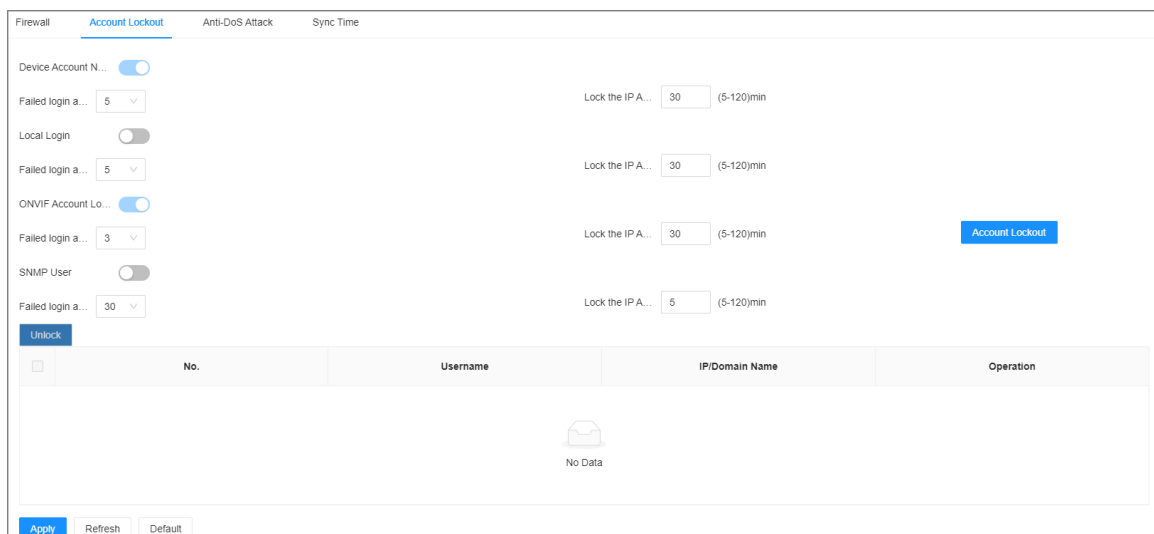 Firewall Account Lockout Anti-DoS Attack Sync Time
Device Account N...
Failed login a... 5 Lock the IP A... 30 (5-120)min
Local Login
Failed login a... 5 Lock the IP A... 30 (5-120)min
ONVIF Account Lo...
Failed login a... 3 Lock the IP A... 30 (5-120)min Account Lockout
SNMP User
Failed login a... 30 Lock the IP A... 5 (5-120)min
Unlock
No. Username IP/Domain Name Operation
No Data
Apply Refresh Default